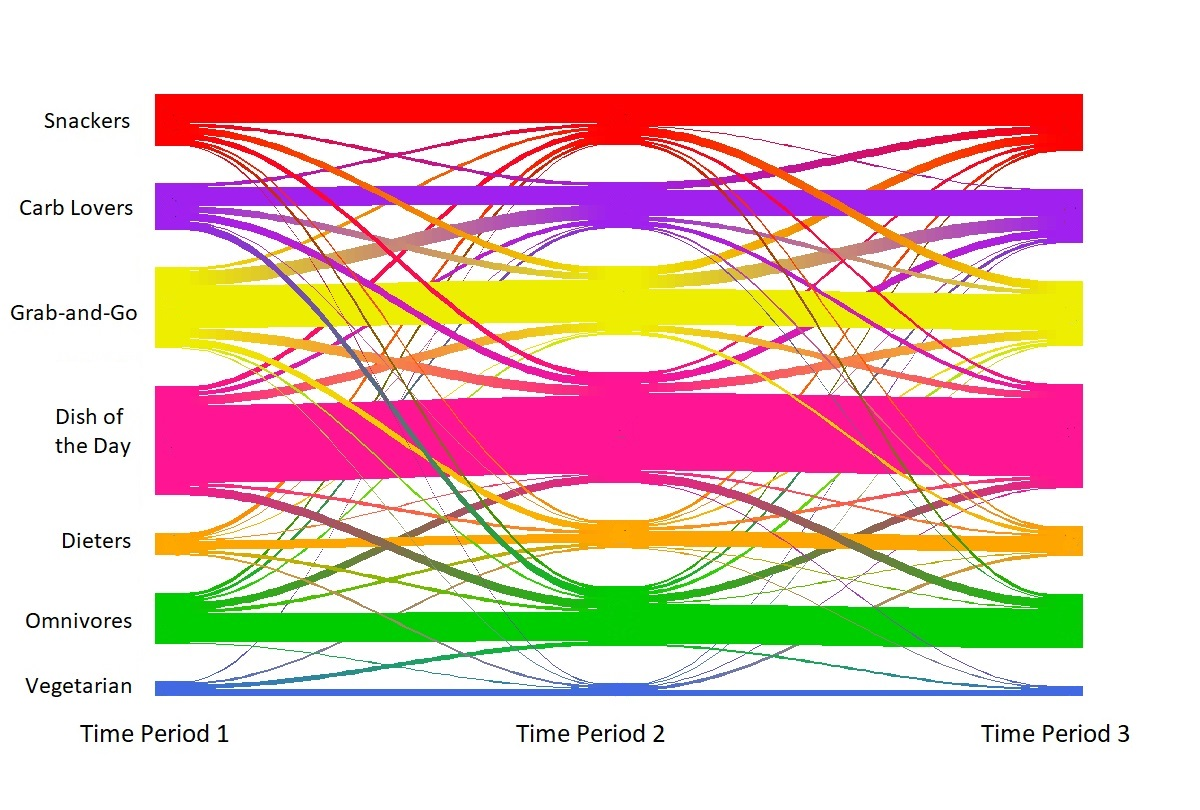 Snackers
Carb Lovers
Grab-and-Go
Dish of
the Day
Dieters
Omnivores
Vegetarian
Time Period 1
Time Period 2
Time Period 3